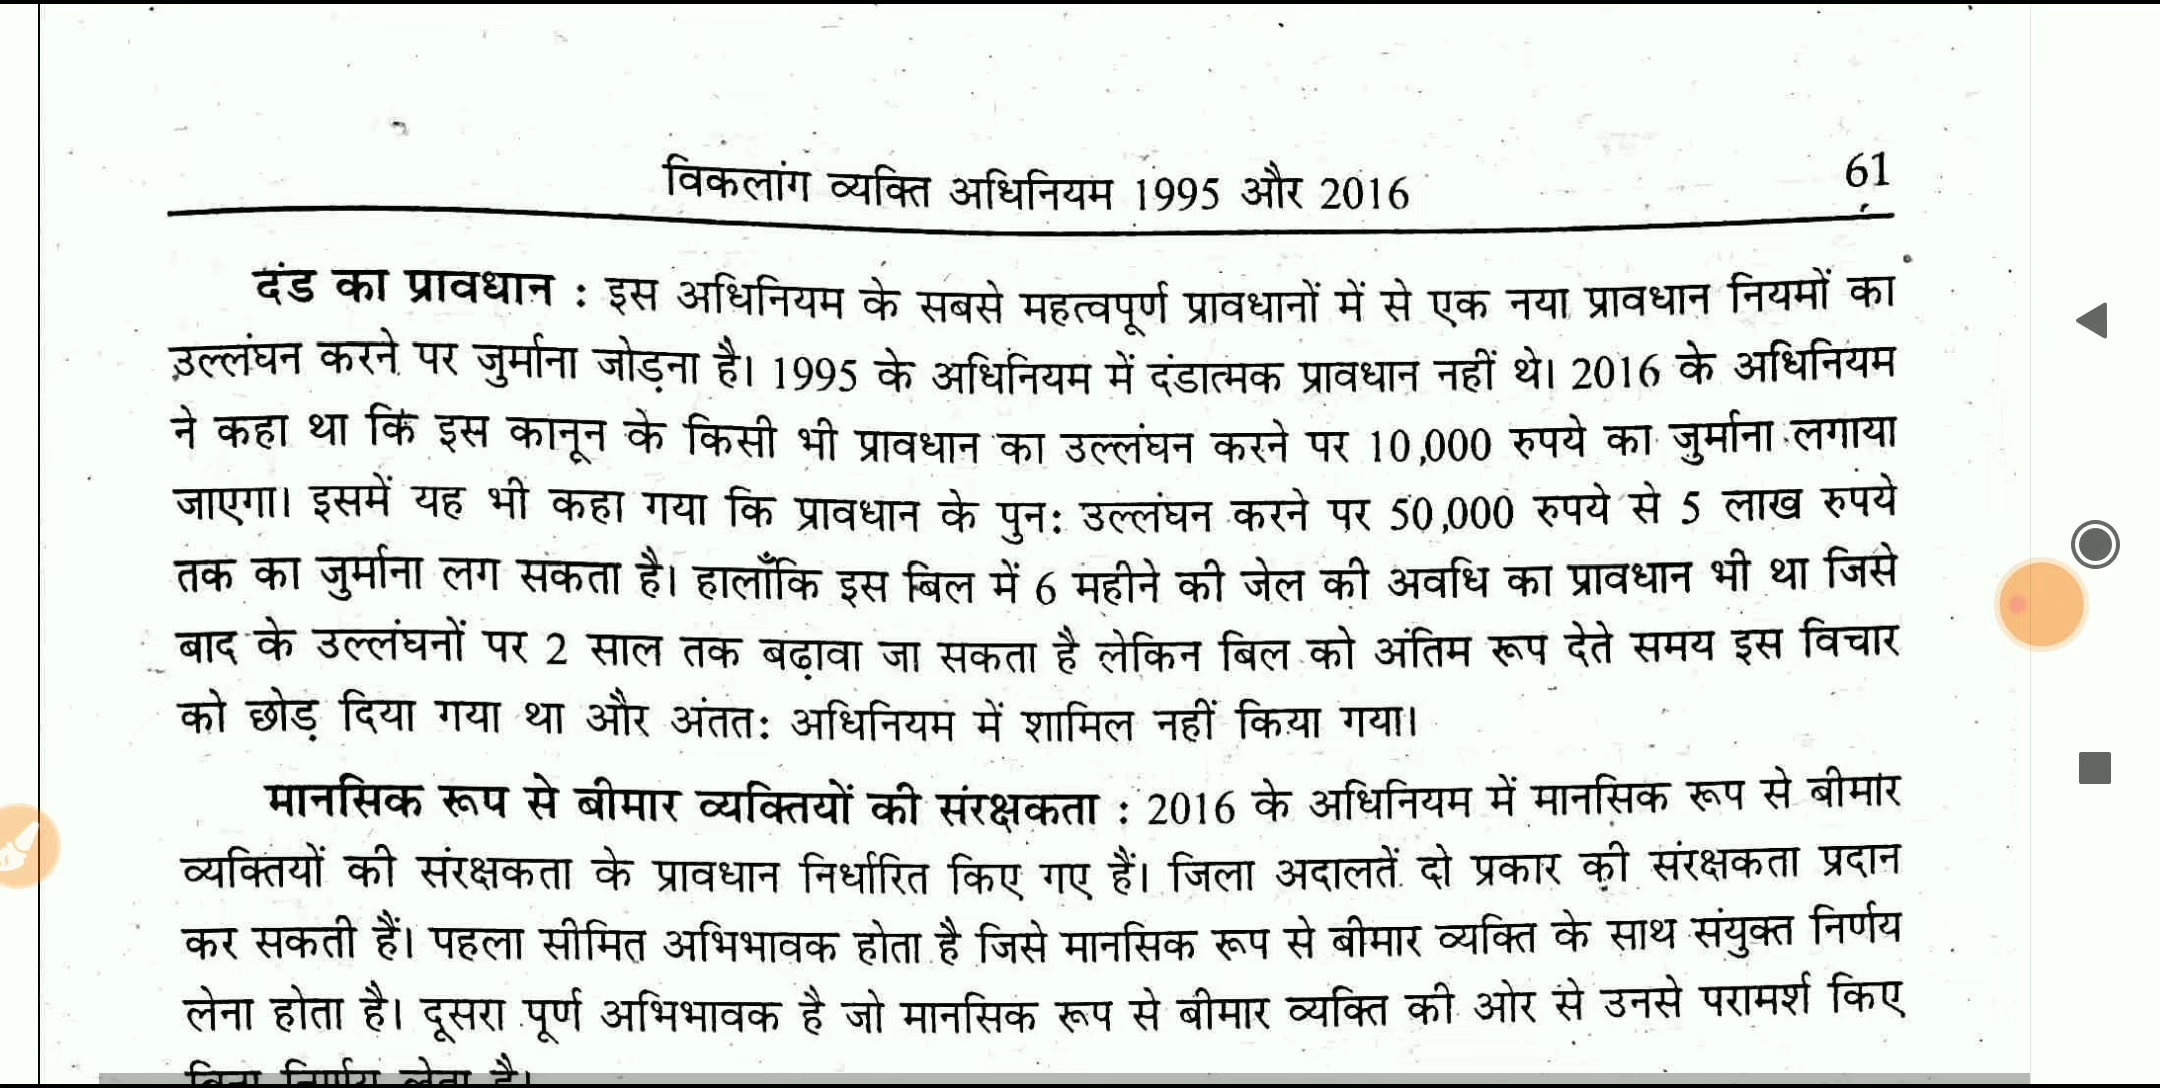 विकलांग व्यक्ति अधिनियम 1995 और 2016 61
दंड का प्रावधान : इस अधिनियम के सबसे महत्वपूर्ण प्रावधानों में से एक नया प्रावधान नियमों का
उल्लंघन करने पर जुर्माना जोड़ना है। 1995 के अधिनियम में दंडात्मक प्रावधान नहीं थे। 2016 के अधिनियम
ने कहा था कि इस कानून के किसी भी प्रावधान का उल्लंघन करने पर 10,000 रुपये का जुर्माना लगाया
जाएगा। इसमें यह भी कहा गया कि प्रावधान के पुन: उल्लंघन करने पर 50,000 रुपये से 5 लाख रुपये
तक का जुर्माना लग सकता है। हालाँकि इस बिल में 6 महीने की जेल की अवधि का प्रावधान भी था जिसे
बाद के उल्लंघनों पर 2 साल तक बढ़ावा जा सकता है लेकिन बिल को अंतिम रूप देते समय इस विचार
को छोड़ दिया गया था और अंतत: अधिनियम में शामिल नहीं किया गया।
मानसिक रूप से बीमार व्यक्तियों की संरक्षकता : 2016 के अधिनियम में मानसिक रूप से बीमार
व्यक्तियों की संरक्षकता के प्रावधान निर्धारित किए गए हैं। जिला अदालतें दो प्रकार की संरक्षकता प्रदान
कर सकती हैं। पहला सीमित अभिभावक होता है जिसे मानसिक रूप से बीमार व्यक्ति के साथ संयुक्त निर्णय
लेना होता है। दूसरा पूर्ण अभिभावक है जो मानसिक रूप से बीमार व्यक्ति की ओर से उनसे परामर्श किए
बिना निर्णय लेता है।